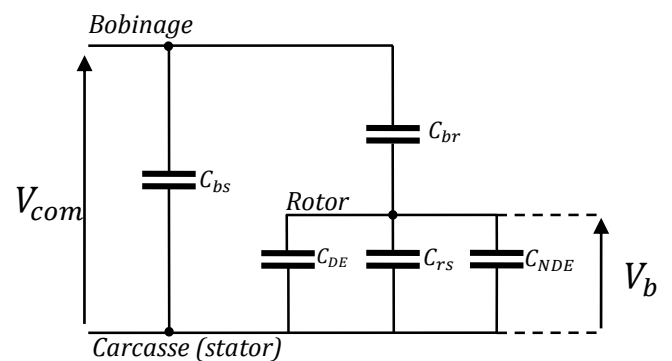 Bobinage
C_br
C_bs
V_com
Rotor
C_DE
C_rs
C_NDE
V_b
Carcasse (stator)